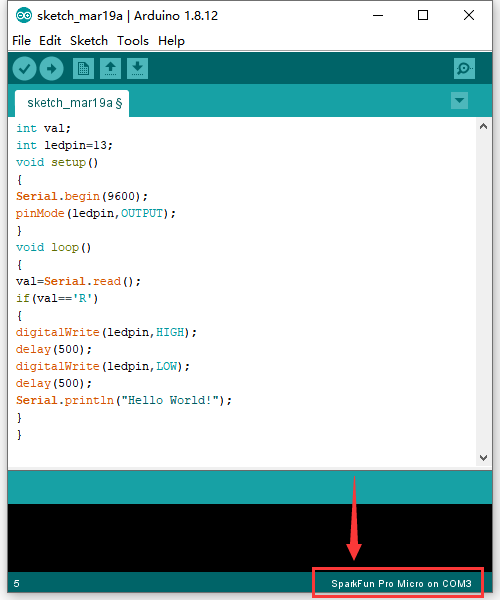 sketch_mar19a | Arduino 1.8.12
File Edit Sketch Tools Help
sketch_mar19a §
int val;
int ledpin=13;
void setup()
{
Serial.begin(9600);
pinMode(ledpin,OUTPUT);
}
void loop()
{
val=Serial.read();
if(val=='R')
{
digitalWrite(ledpin,HIGH);
delay(500);
digitalWrite(ledpin,LOW);
delay(500);
Serial.println("Hello World!");
}
}
5 SparkFun Pro Micro on COM3